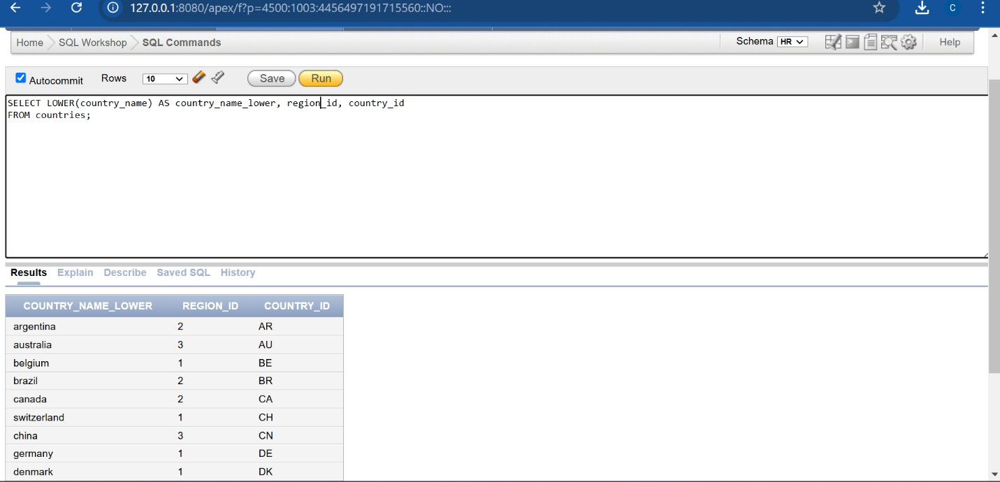 127.0.0.1:8080/apex/f?p=4500:1003:4456497191715560::NO:::
C
Home SQL Workshop SQL Commands Schema HR Help
Autocommit Rows 10 Save Run
SELECT LOWER(country_name) AS country_name_lower, region_id, country_id
FROM countries;
Results Explain Describe Saved SQL History
COUNTRY_NAME_LOWER REGION_ID COUNTRY_ID
argentina 2 AR
australia 3 AU
belgium 1 BE
brazil 2 BR
canada 2 CA
switzerland 1 CH
china 3 CN
germany 1 DE
denmark 1 DK